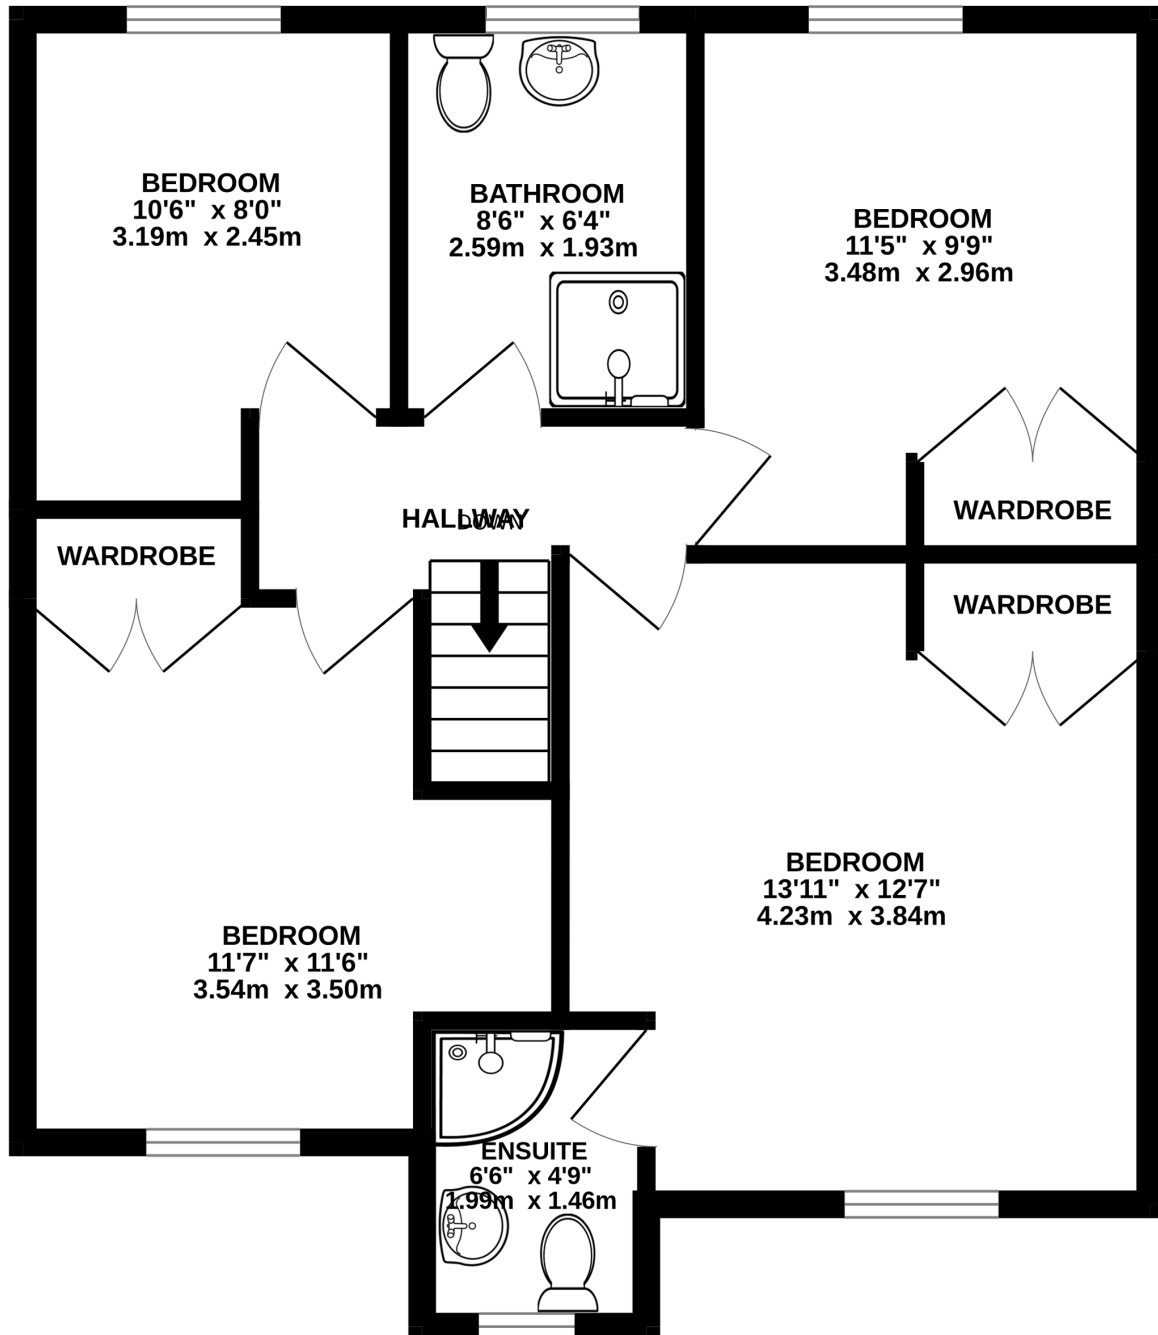 BEDROOM
10'6" x 8'0"
3.19m x 2.45m
BATHROOM
8'6" x 6'4"
2.59m x 1.93m
BEDROOM
11'5" x 9'9"
3.48m x 2.96m
WARDROBE
HALLWAY
DOWN
WARDROBE
WARDROBE
BEDROOM
13'11" x 12'7"
4.23m x 3.84m
BEDROOM
11'7" x 11'6"
3.54m x 3.50m
ENSUITE
6'6" x 4'9"
1.99m x 1.46m